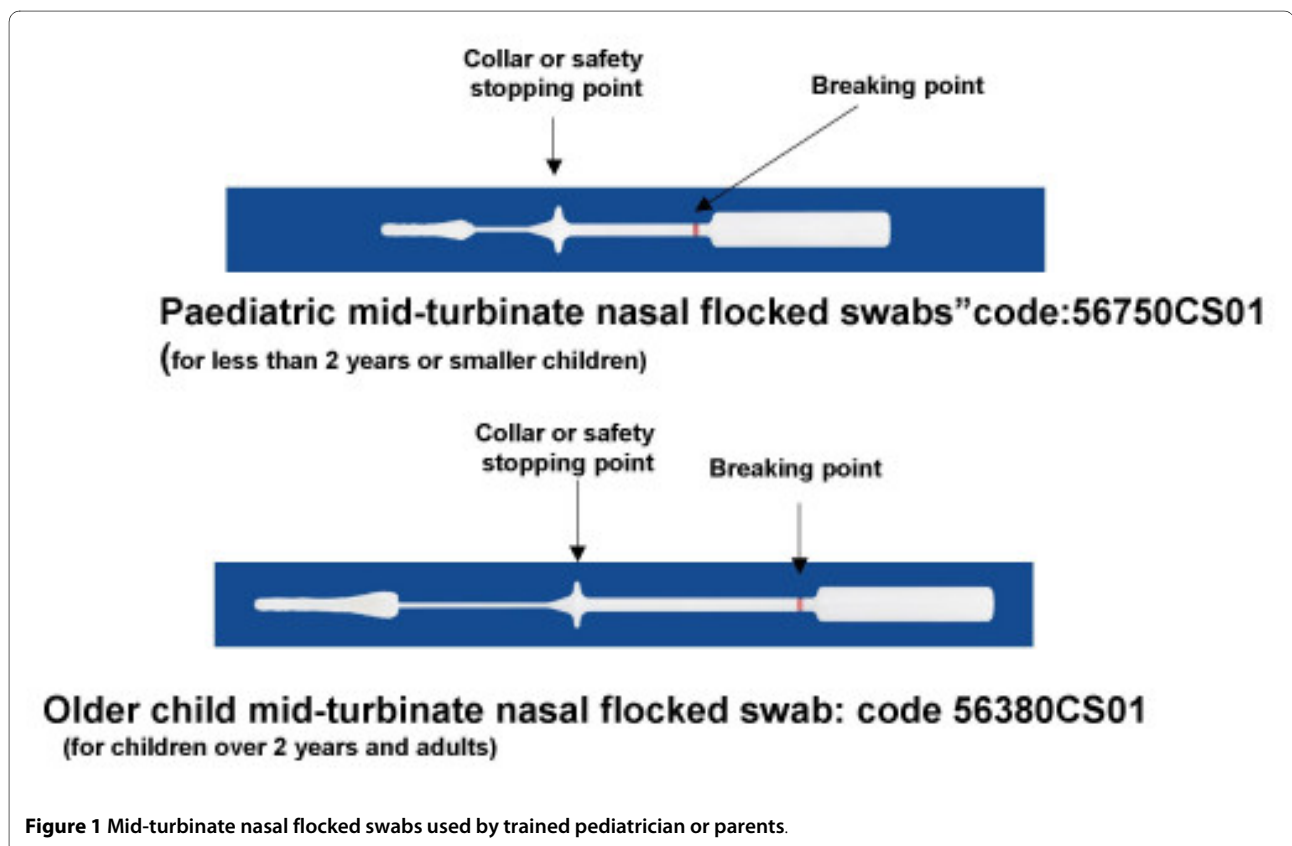 Collar or safety
stopping point
Breaking point
Paediatric mid-turbinate nasal flocked swabs”code:56750CS01
(for less than 2 years or smaller children)
Collar or safety
stopping point
Breaking point
Older child mid-turbinate nasal flocked swab: code 56380CS01
(for children over 2 years and adults)
Figure 1 Mid-turbinate nasal flocked swabs used by trained pediatrician or parents.